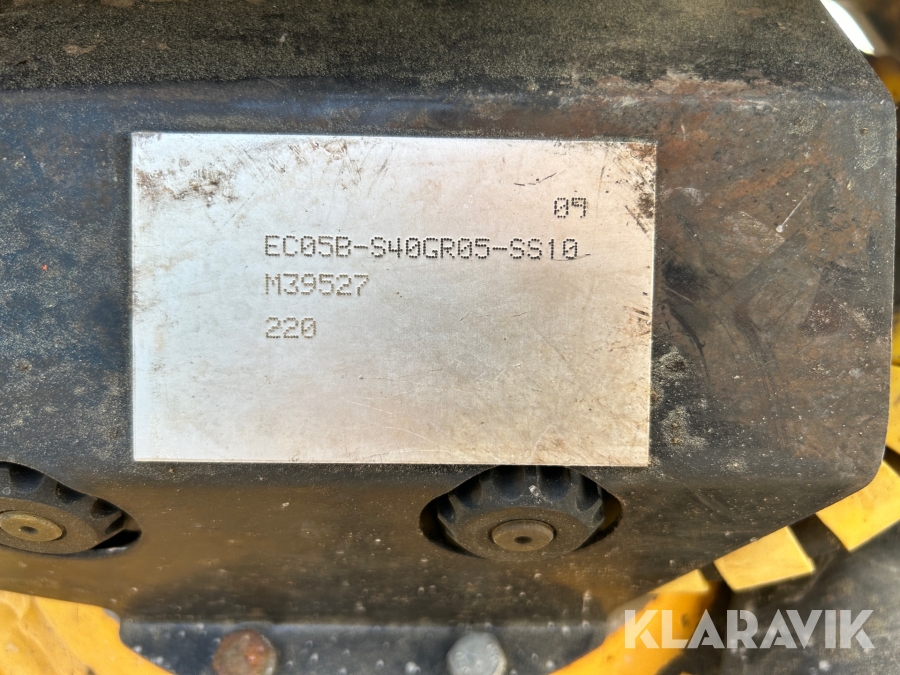 09
EC05B-S40GR05-SS10
M39527
220
KLARAVIK